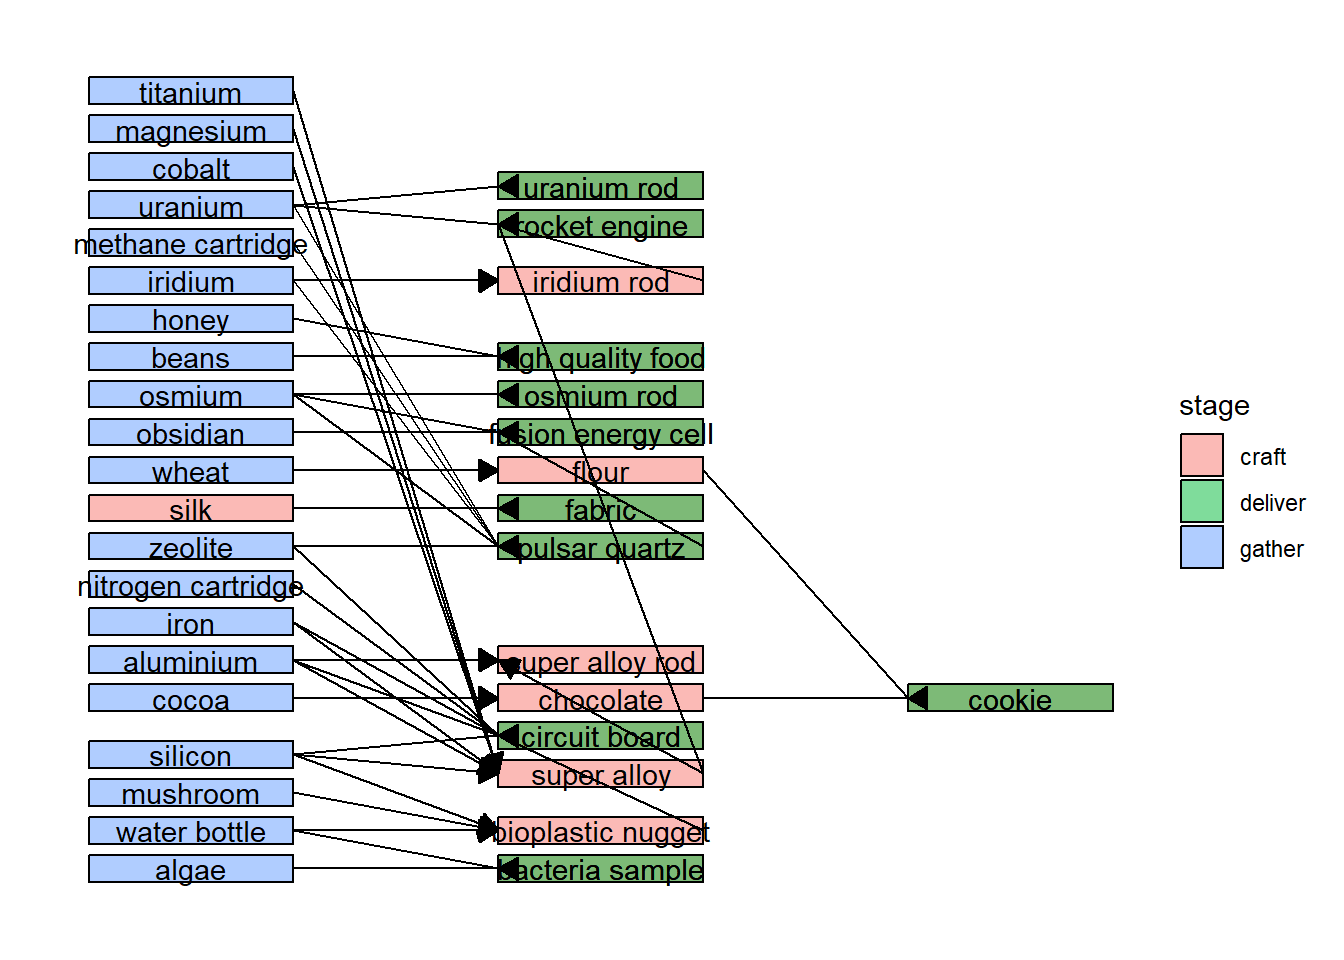 titanium
magnesium
cobalt
uranium
methane cartridge
iridium
honey
beans
osmium
obsidian
wheat
silk
zeolite
nitrogen cartridge
iron
aluminium
cocoa
silicon
mushroom
water bottle
algae
uranium rod
rocket engine
iridium rod
high quality food
osmium rod
fusion energy cell
flour
fabric
pulsar quartz
super alloy rod
chocolate
circuit board
super alloy
bioplastic nugget
bacteria sample
cookie
stage
craft
deliver
gather